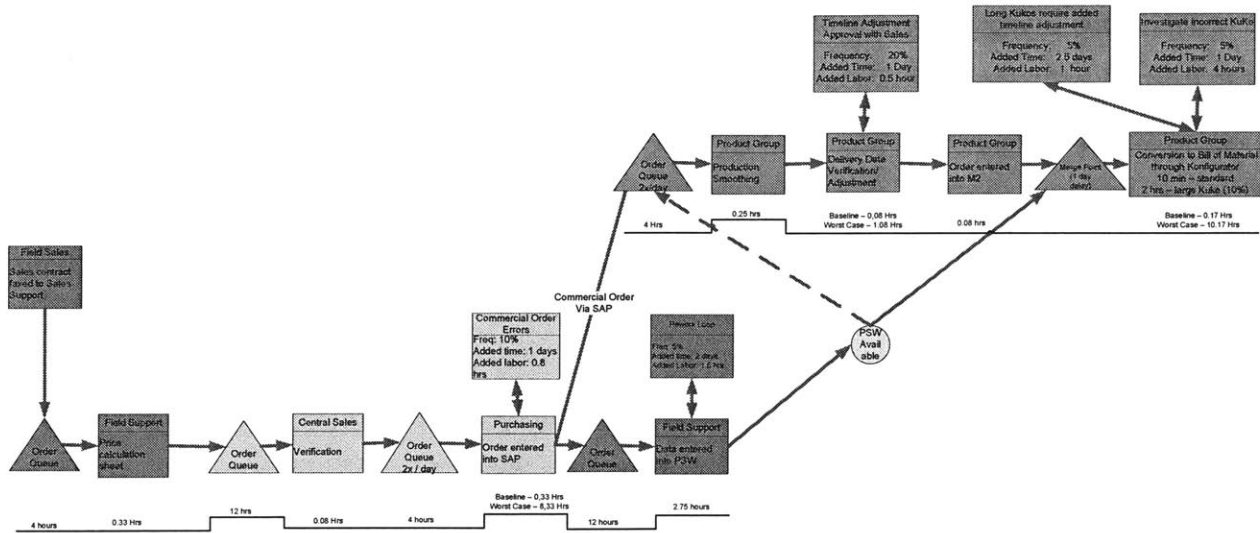 Timeline Adjustment
Approval with Sales
Frequency: 20%
Added Time: 1 Day
Added Labor: 0.5 hour
Long Kukos require added
timeline adjustment
Frequency: 5%
Added Time: 2.5 days
Added Labor: 1 hour
Investigate incorrect KuKo
Frequency: 5%
Added Time: 1 Day
Added Labor: 4 hours
Order
Queue
2x/day
Product Group
Production
Smoothing
Product Group
Delivery Date
Verification/
Adjustment
Product Group
Order entered
into M2
Merge Point
(1 day
delay)
Product Group
Conversion to Bill of Material
through Konfigurator
10 min – standard
2 hrs – large Kuko (10%)
4 Hrs
0.25 hrs
Baseline – 0,08 Hrs
Worst Case – 1.08 Hrs
0.08 hrs
Baseline – 0.17 Hrs
Worst Case – 10.17 Hrs
Field Sales
Sales contract
faxed to Sales
Support
Commercial Order
Via SAP
Commercial Order
Errors
Freq: 10%
Added time: 1 days
Added labor: 0.8
hrs
Rework Loop
Freq: 5%
Added time: 2 days
Added Labor: 1.5 hrs
PSW
Avail
able
Order
Queue
Field Support
Price
calculation
sheet
Order
Queue
Central Sales
Verification
Order
Queue
2x / day
Purchasing
Order entered
into SAP
Order
Queue
Field Support
Data entered
into PSW
4 hours
0.33 Hrs
12 hrs
0.08 Hrs
4 hours
Baseline – 0,33 Hrs
Worst Case – 8,33 Hrs
12 hours
2.75 hours